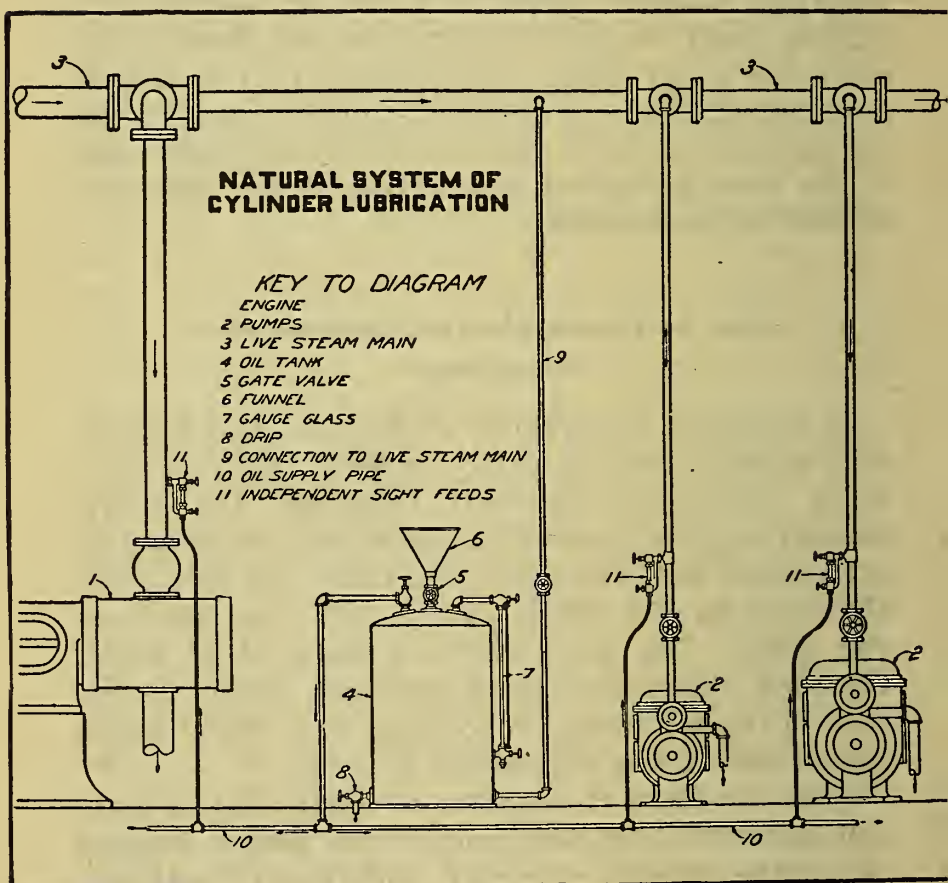 3
3
NATURAL SYSTEM OF
CYLINDER LUBRICATION
KEY TO DIAGRAM
ENGINE
2 PUMPS
3 LIVE STEAM MAIN
4 OIL TANK
5 GATE VALVE
6 FUNNEL
7 GAUGE GLASS
8 DRIP
9 CONNECTION TO LIVE STEAM MAIN
10 OIL SUPPLY PIPE
11 INDEPENDENT SIGHT FEEDS
9
11
6
5
1
11
11
2
2
4
7
8
10
10